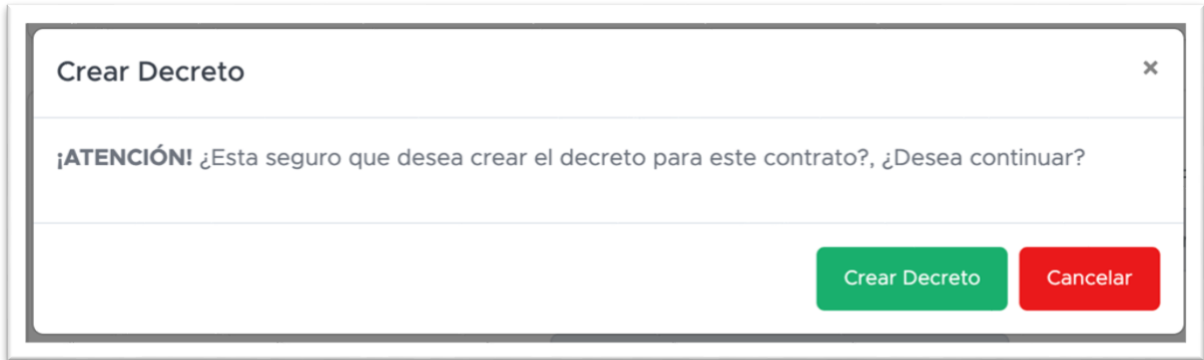 Crear Decreto ×
¡ATENCIÓN! ¿Esta seguro que desea crear el decreto para este contrato?, ¿Desea continuar?
Crear Decreto Cancelar